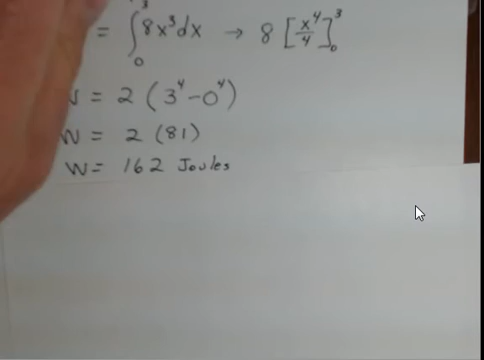 = ∫₀³ 8x³dx → 8 [x⁴/4]₀³
W = 2 (3⁴-0⁴)
W = 2 (81)
W = 162 Joules